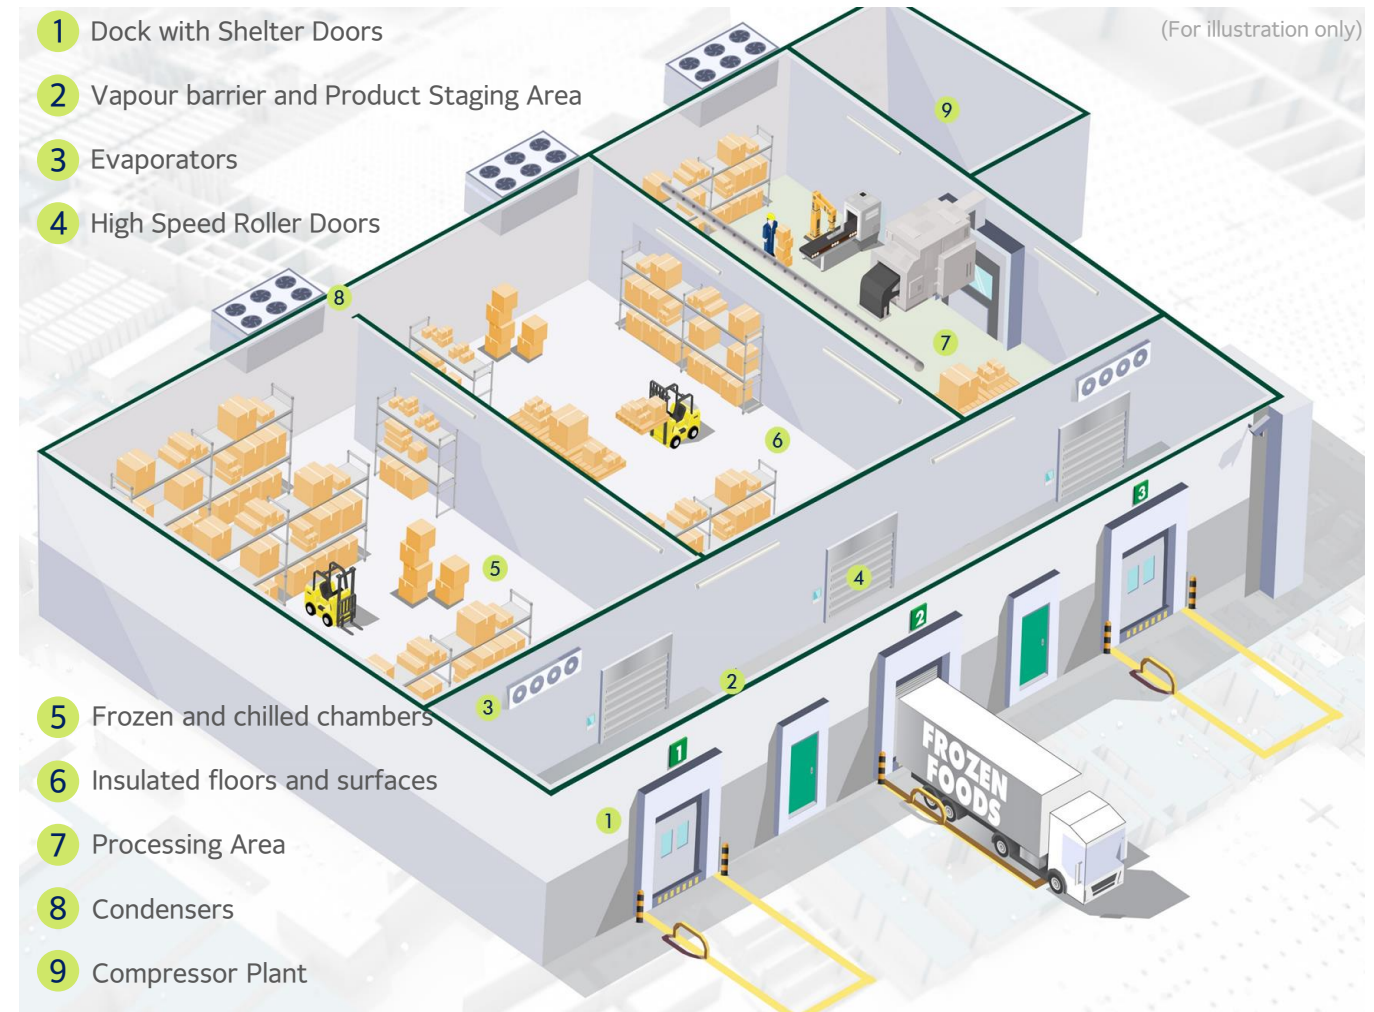 1 Dock with Shelter Doors
(For illustration only)
2 Vapour barrier and Product Staging Area
3 Evaporators
4 High Speed Roller Doors
9
8
7
6
5
4
3
2
1
3
2
1
FROZEN
FOODS
5 Frozen and chilled chambers
6 Insulated floors and surfaces
7 Processing Area
8 Condensers
9 Compressor Plant